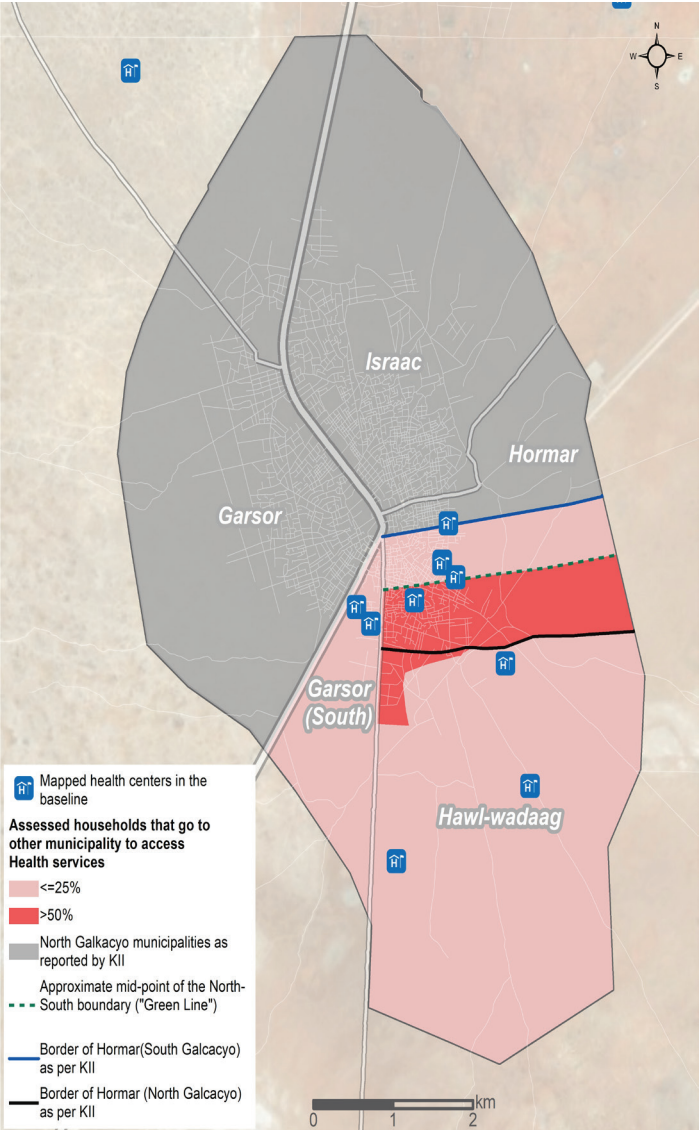 N
W
E
S
Israac
Hormar
Garsor
Garsor
(South)
Hawl-wadaag
Mapped health centers in the
baseline
Assessed households that go to
other municipality to access
Health services
<=25%
>50%
North Galkacyo municipalities as
reported by KII
Approximate mid-point of the North-
South boundary ("Green Line")
Border of Hormar(South Galcacyo)
as per KII
Border of Hormar (North Galcacyo)
as per KII
km
0 1 2